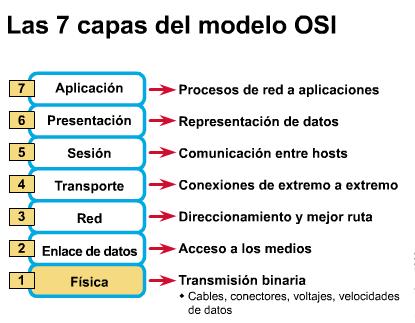 Las 7 capas del modelo OSI
7 Aplicación Procesos de red a aplicaciones
6 Presentación Representación de datos
5 Sesión Comunicación entre hosts
4 Transporte Conexiones de extremo a extremo
3 Red Direccionamiento y mejor ruta
2 Enlace de datos Acceso a los medios
1 Física Transmisión binaria
• Cables, conectores, voltajes, velocidades
de datos